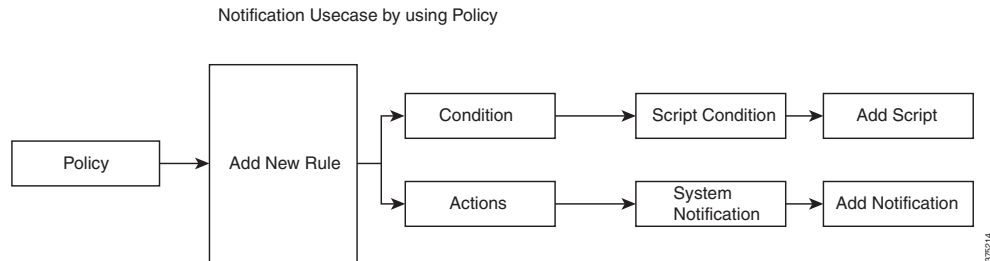 Notification Usecase by using Policy
Policy
Add New Rule
Condition
Script Condition
Add Script
Actions
System
Notification
Add Notification
375214